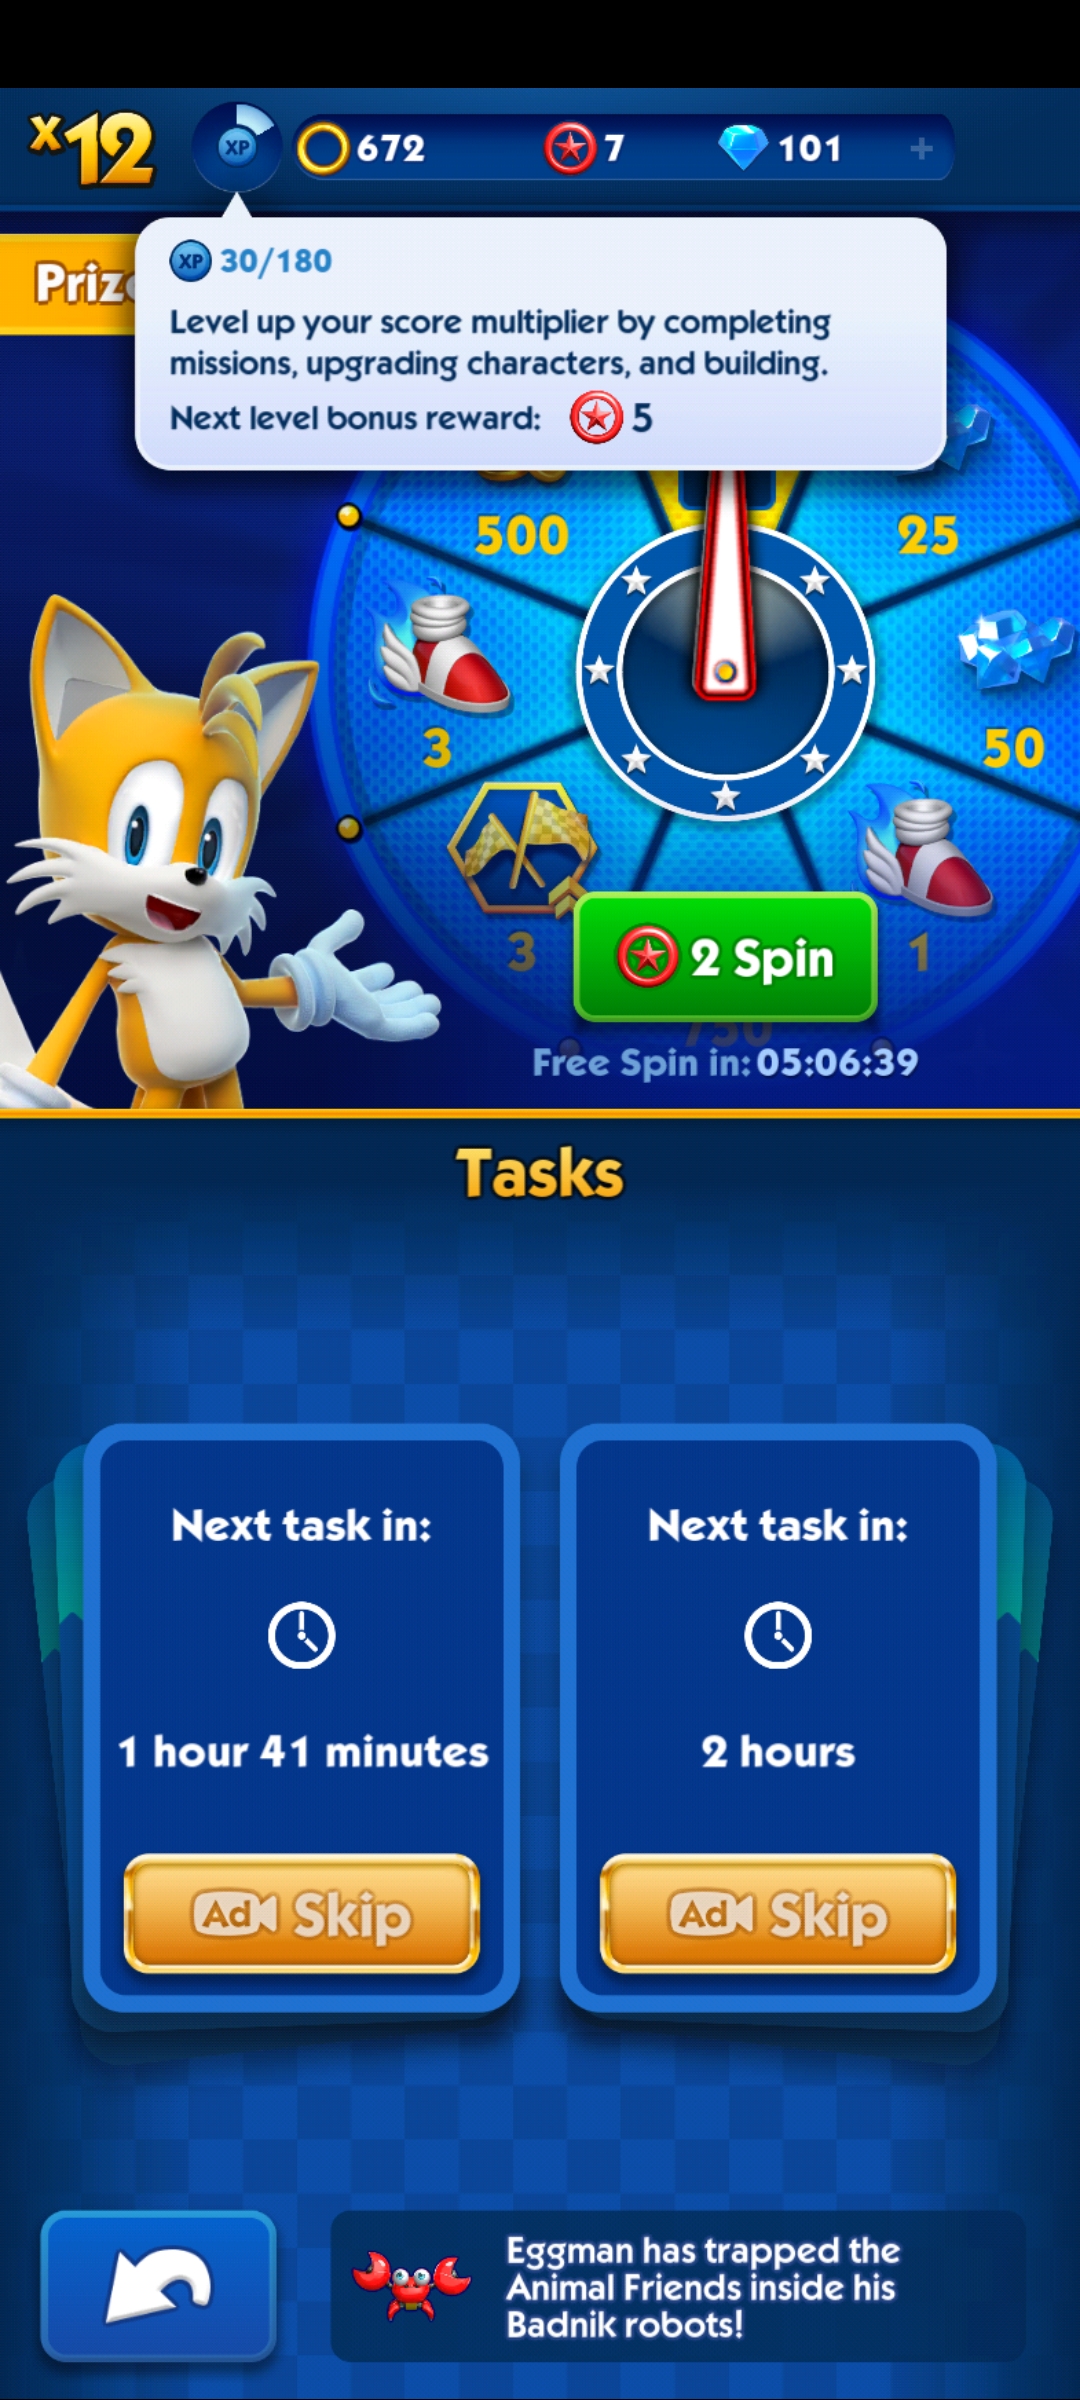 x12
XP
672
7
101
+
XP 30/180
Level up your score multiplier by completing
missions, upgrading characters, and building.
Next level bonus reward: 5
500
25
3
50
3
2 Spin
1
750
Free Spin in: 05:06:39
Tasks
Next task in:
1 hour 41 minutes
Ad Skip
Next task in:
2 hours
Ad Skip
Eggman has trapped the
Animal Friends inside his
Badnik robots!